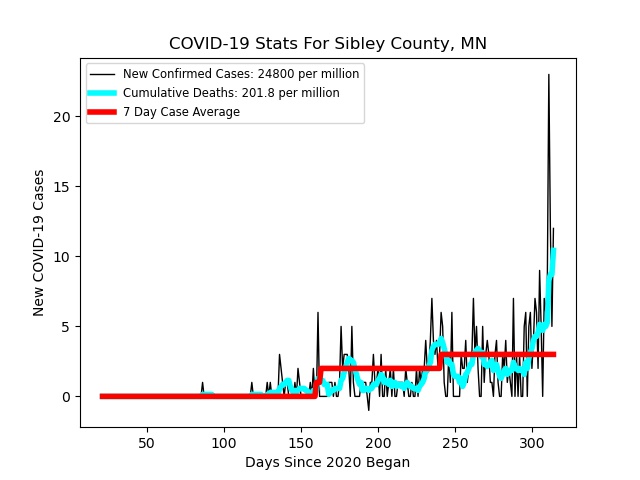 COVID-19 Stats For Sibley County, MN
New Confirmed Cases: 24800 per million
Cumulative Deaths: 201.8 per million
7 Day Case Average
New COVID-19 Cases
20
15
10
5
0
50 100 150 200 250 300
Days Since 2020 Began